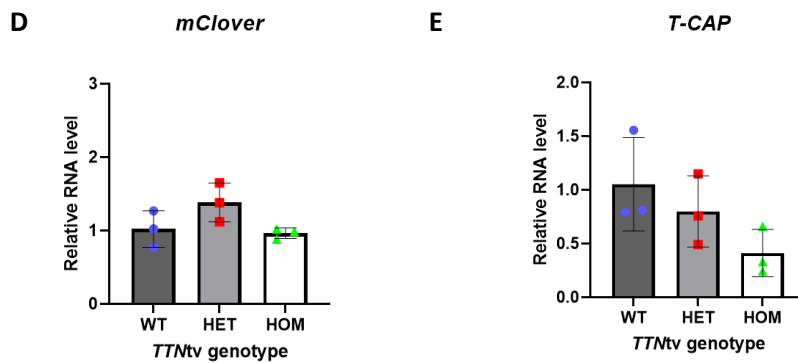 D
mClover
Relative RNA level
3
2
1
0
WT HET HOM
TTNtv genotype
E
T-CAP
Relative RNA level
2.0
1.5
1.0
0.5
0.0
WT HET HOM
TTNtv genotype